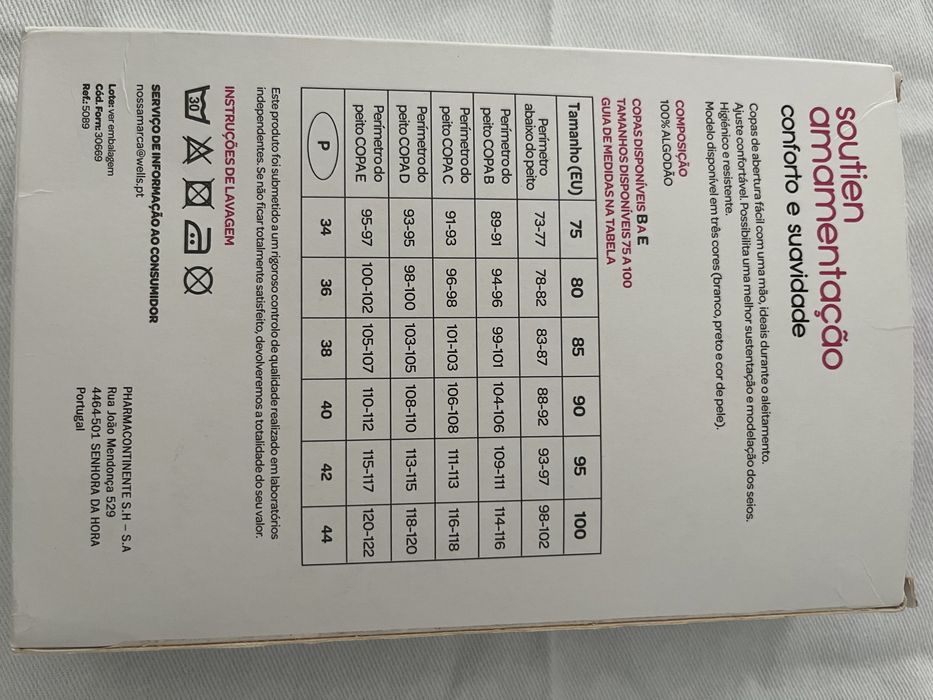 soutien
amamentação
conforto e suavidade
Copas de abertura fácil com uma mão, ideais durante o aleitamento.
Ajuste confortável. Possibilita uma melhor sustentação e modelação dos seios.
Higiénico e resistente.
Modelo disponível em três cores (branco, preto e cor de pele).
COMPOSIÇÃO
100% ALGODÃO
COPAS DISPONÍVEIS B A E
TAMANHOS DISPONÍVEIS 75 A 100
GUIA DE MEDIDAS NA TABELA
Tamanho (EU) 75 80 85 90 95 100
Perímetro
abaixo do peito 73-77 78-82 83-87 88-92 93-97 98-102
Perímetro do
peito COPA B 89-91 94-96 99-101 104-106 109-111 114-116
Perímetro do
peito COPA C 91-93 96-98 101-103 106-108 111-113 116-118
Perímetro do
peito COPA D 93-95 98-100 103-105 108-110 113-115 118-120
Perímetro do
peito COPA E 95-97 100-102 105-107 110-112 115-117 120-122
P 34 36 38 40 42 44
Este produto foi submetido a um rigoroso controlo de qualidade realizado em laboratórios
independentes. Se não ficar totalmente satisfeito, devolveremos a totalidade do seu valor.
INSTRUÇÕES DE LAVAGEM
30
SERVIÇO DE INFORMAÇÃO AO CONSUMIDOR
nossamarca@wells.pt
Lote: ver embalagem
Cód. Form: 30669
Ref.: 5089
PHARMACONTINENTE S.H – S.A
Rua João Mendonça 529
4464-501 SENHORA DA HORA
Portugal